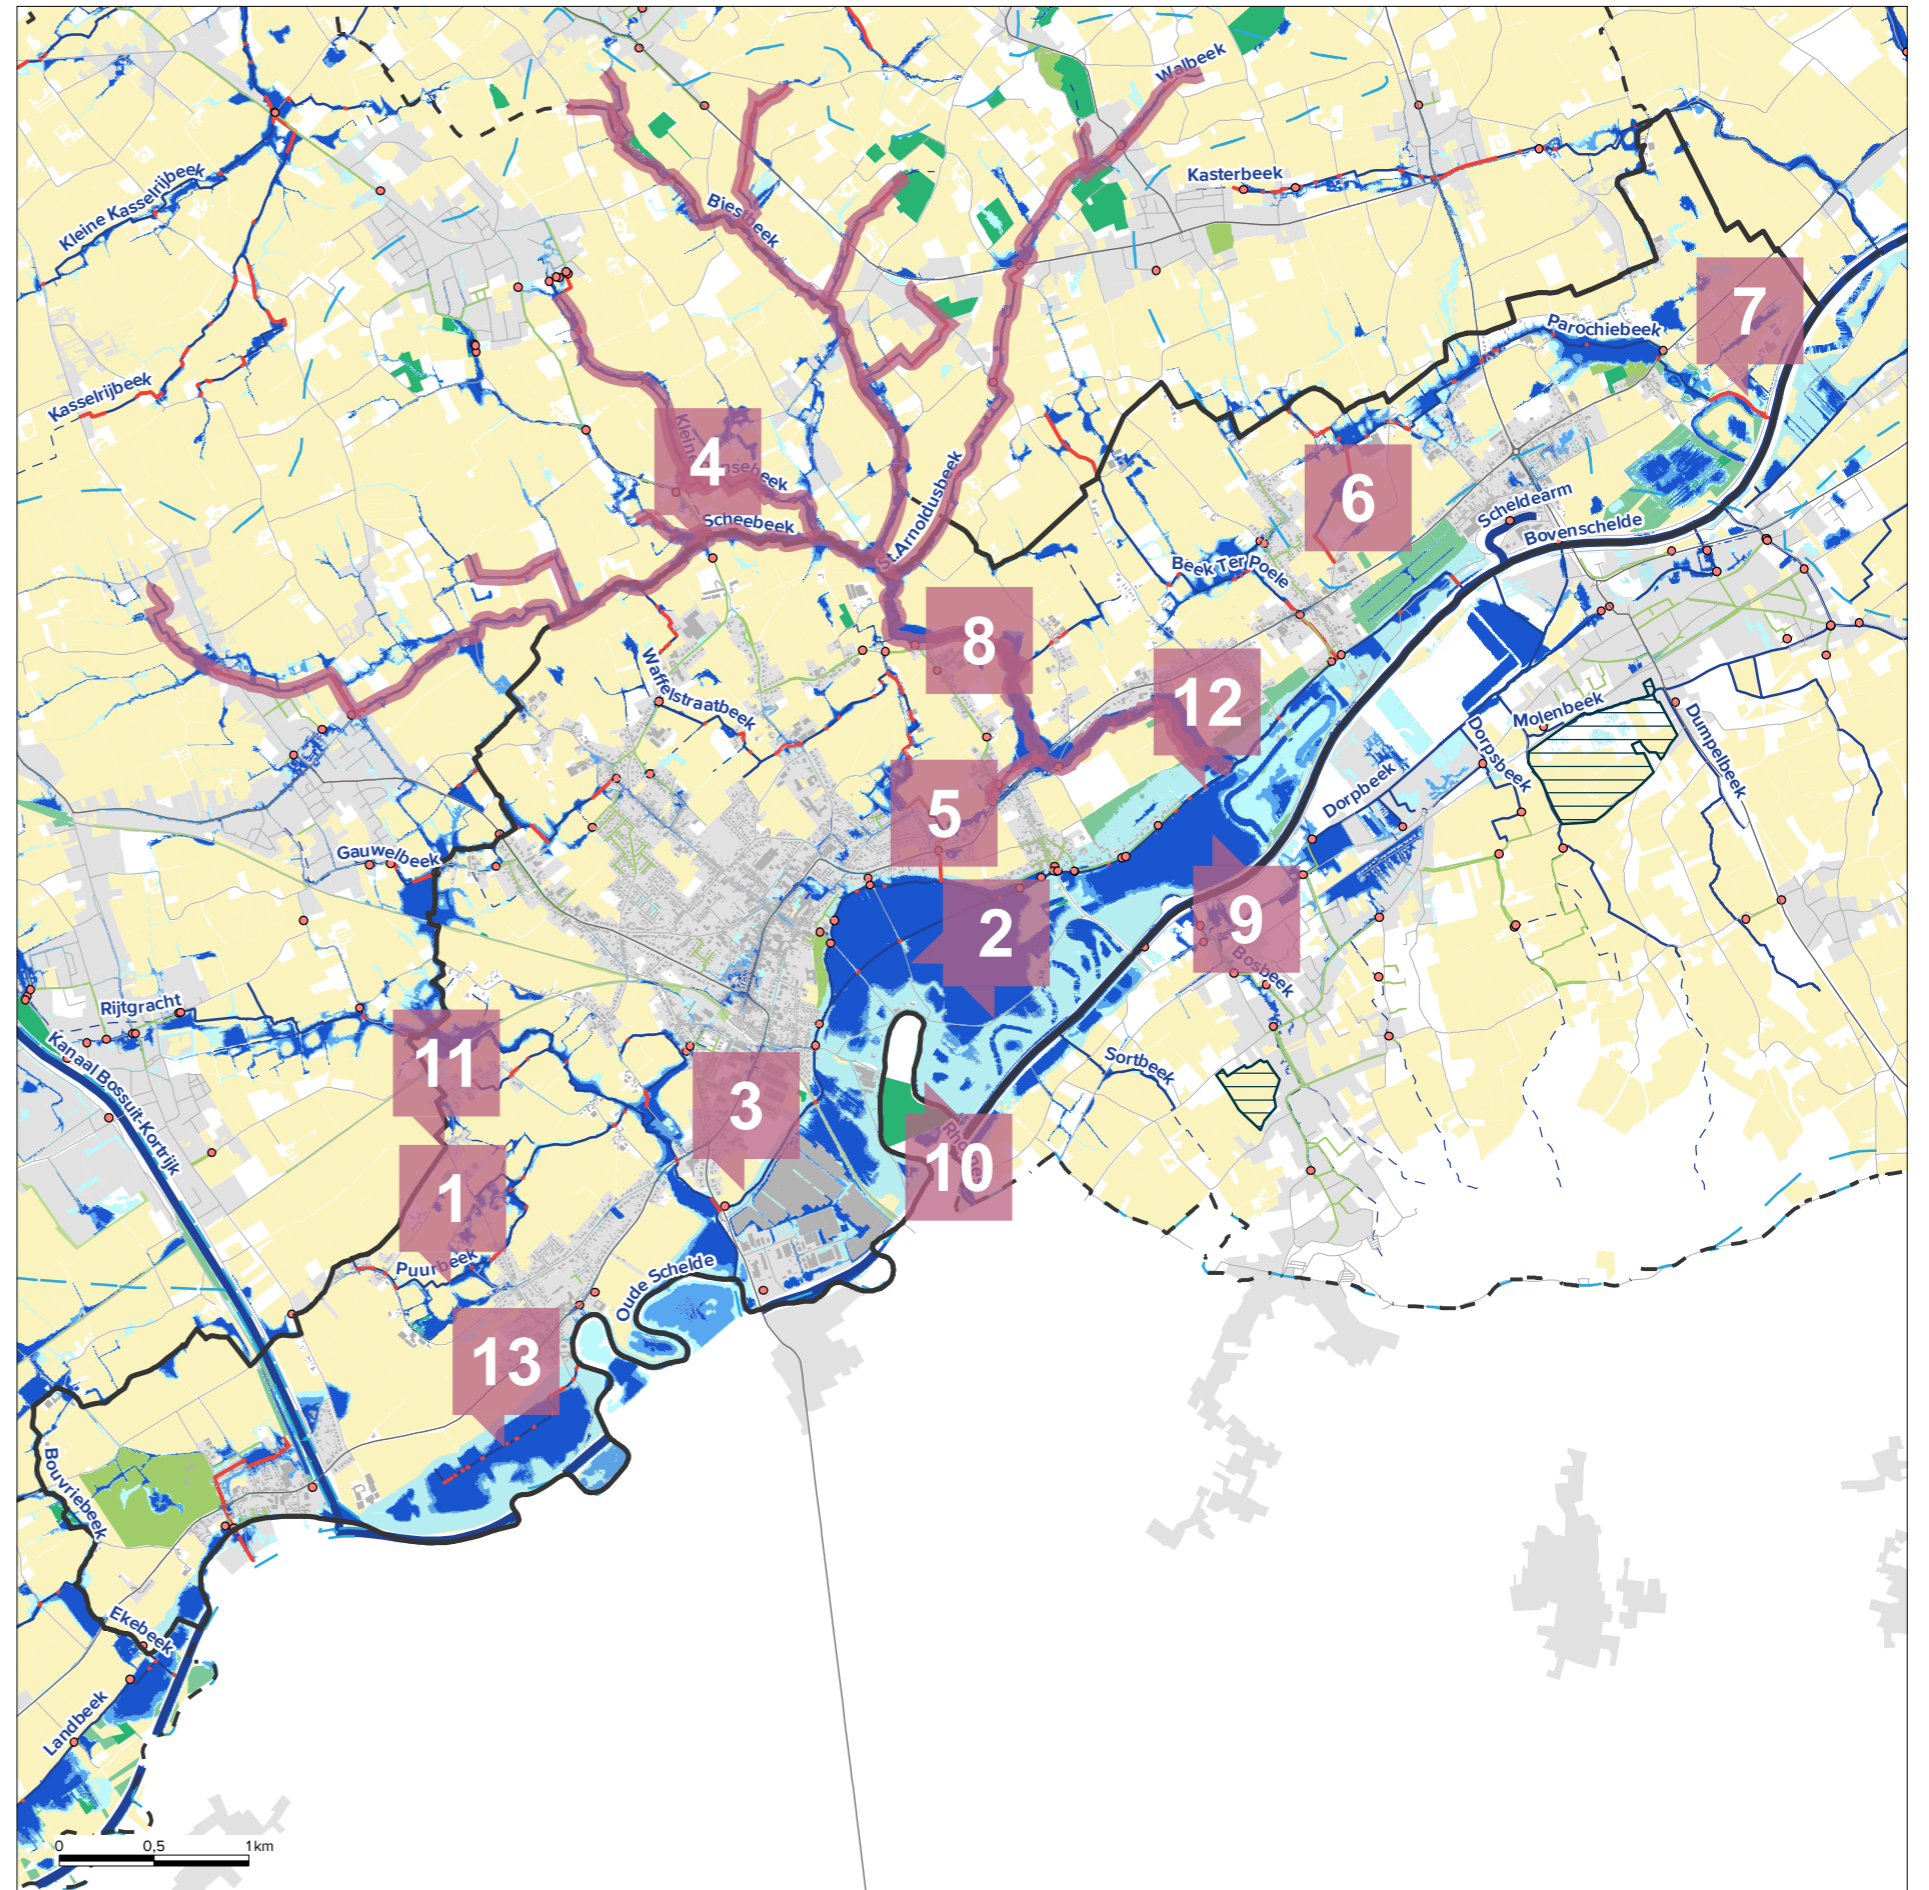 Walbeek
Kasterbeek
Kleine Kasselrijbeek
Biesbeek
7
Parochiebeek
Kasselrijbeek
4
Scheebeek
St.Arnoldusbeek
6
Scheldearm
Bovenschelde
Beek Ter Poele
8
12
Waffelstraatbeek
Molenbeek
Dorpsbeek
Dumpelbeek
Dorpbeek
5
Gauwelbeek
2
9
Bosbeek
Rijtgracht
Kanaal Bossuit-Kortrijk
11
3
Sortbeek
10
1
Puurbeek
Oude Schelde
13
Bouvriebeek
Ekebeek
Landbeek
0 0,5 1km